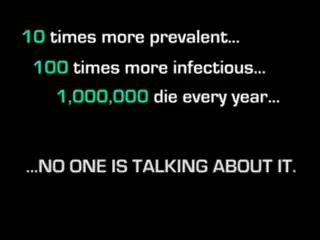 10 times more prevalent...
100 times more infectious...
1,000,000 die every year...
...NO ONE IS TALKING ABOUT IT.